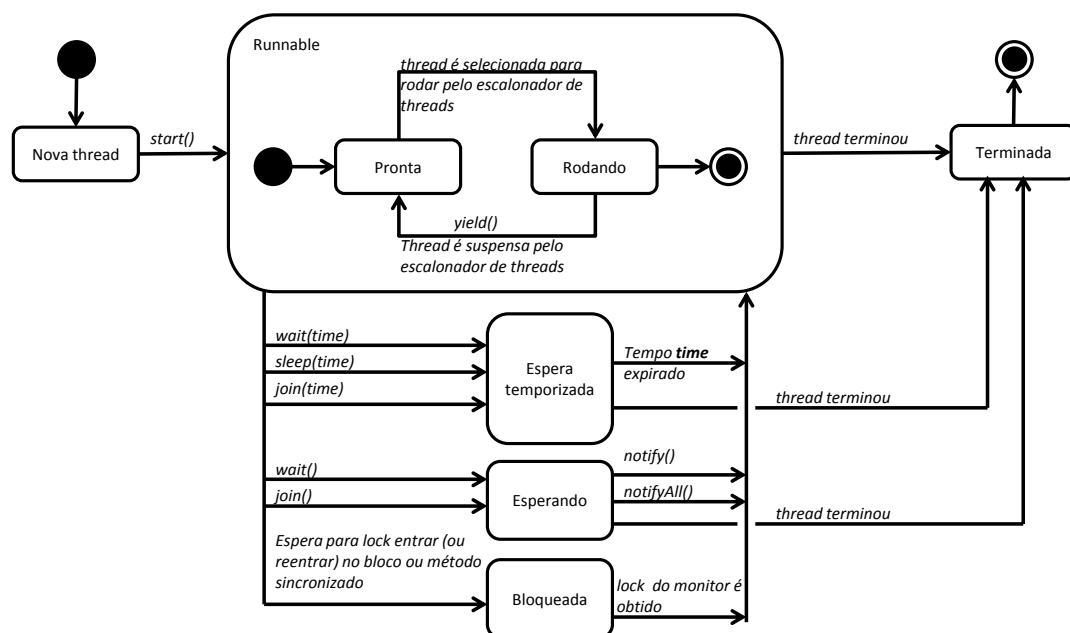 Runnable
thread é selecionada para
rodar pelo escalonador de
threads
Nova thread
start()
Pronta
Rodando
thread terminou
Terminada
yield()
Thread é suspensa pelo
escalonador de threads
wait(time)
sleep(time)
join(time)
Espera
temporizada
Tempo time
expirado
thread terminou
wait()
join()
Esperando
notify()
notifyAll()
thread terminou
Espera para lock entrar (ou
reentrar) no bloco ou método
sincronizado
Bloqueada
lock do monitor é
obtido